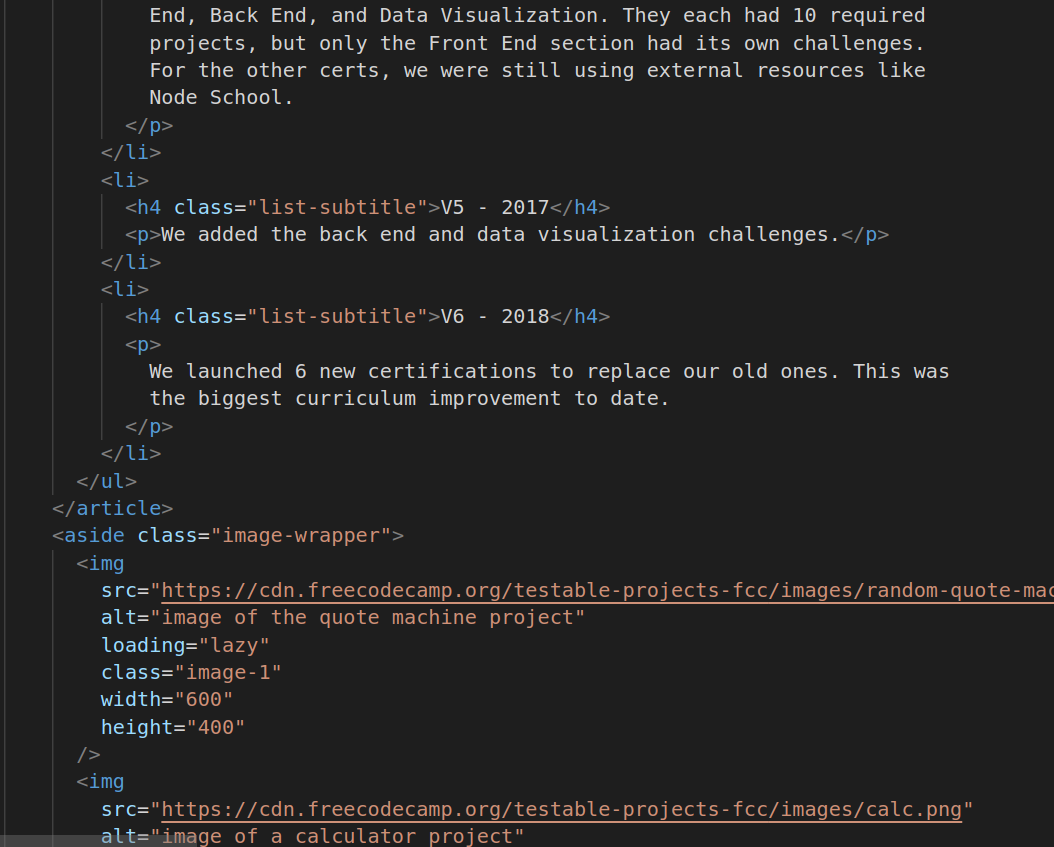 End, Back End, and Data Visualization. They each had 10 required
projects, but only the Front End section had its own challenges.
For the other certs, we were still using external resources like
Node School.
</p>
</li>
<li>
<h4 class="list-subtitle">V5 - 2017</h4>
<p>We added the back end and data visualization challenges.</p>
</li>
<li>
<h4 class="list-subtitle">V6 - 2018</h4>
<p>
We launched 6 new certifications to replace our old ones. This was
the biggest curriculum improvement to date.
</p>
</li>
</ul>
</article>
<aside class="image-wrapper">
<img
src="https://cdn.freecodecamp.org/testable-projects-fcc/images/random-quote-mac
alt="image of the quote machine project"
loading="lazy"
class="image-1"
width="600"
height="400"
/>
<img
src="https://cdn.freecodecamp.org/testable-projects-fcc/images/calc.png"
alt="image of a calculator project"